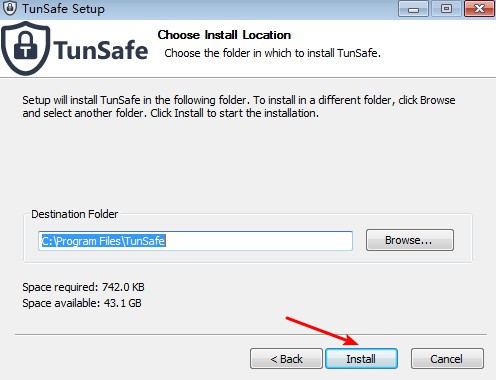 TunSafe Setup
TunSafe
Choose Install Location
Choose the folder in which to install TunSafe.
Setup will install TunSafe in the following folder. To install in a different folder, click Browse
and select another folder. Click Install to start the installation.
Destination Folder
C:\Program Files\TunSafe
Browse...
Space required: 742.0 KB
Space available: 43.1 GB
< Back
Install
Cancel